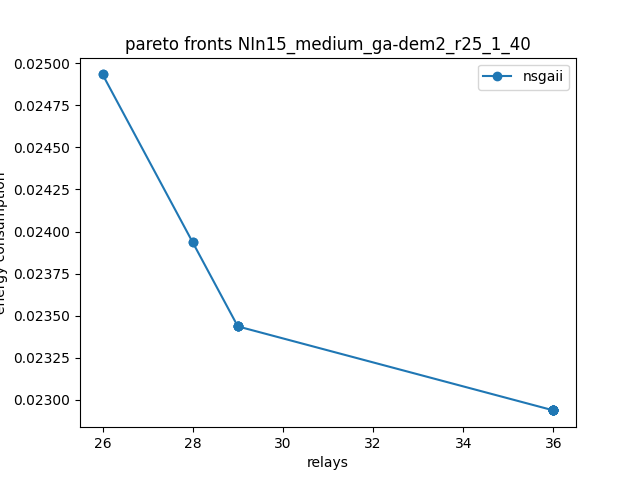 pareto fronts NIn15_medium_ga-dem2_r25_1_40
nsgaii
0.02500
0.02475
0.02450
0.02425
0.02400
0.02375
0.02350
0.02325
0.02300
energy consumption
26 28 30 32 34 36
relays